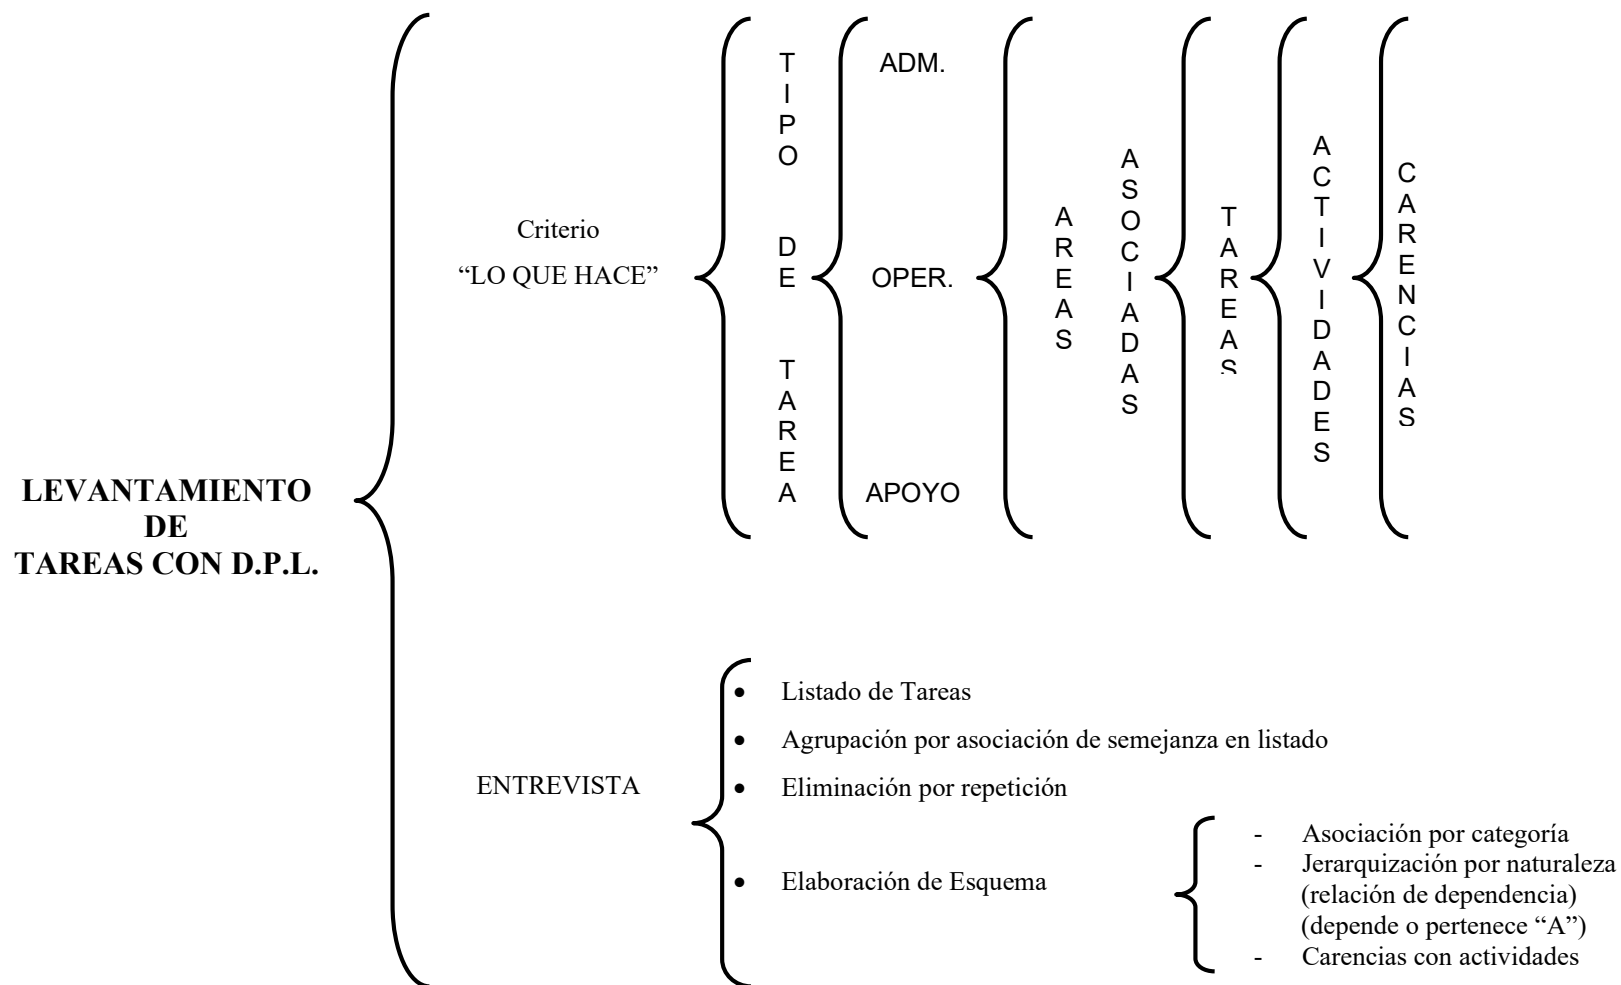 LEVANTAMIENTO
DE
TAREAS CON D.P.L.
Criterio
“LO QUE HACE”
TIPO DE TAREA
ADM.
OPER.
APOYO
AREAS
ASOCIADAS
TAREAS
ACTIVIDADES
CARENCIAS
ENTREVISTA
• Listado de Tareas
• Agrupación por asociación de semejanza en listado
• Eliminación por repetición
• Elaboración de Esquema
- Asociación por categoría
- Jerarquización por naturaleza
(relación de dependencia)
(depende o pertenece “A”)
- Carencias con actividades